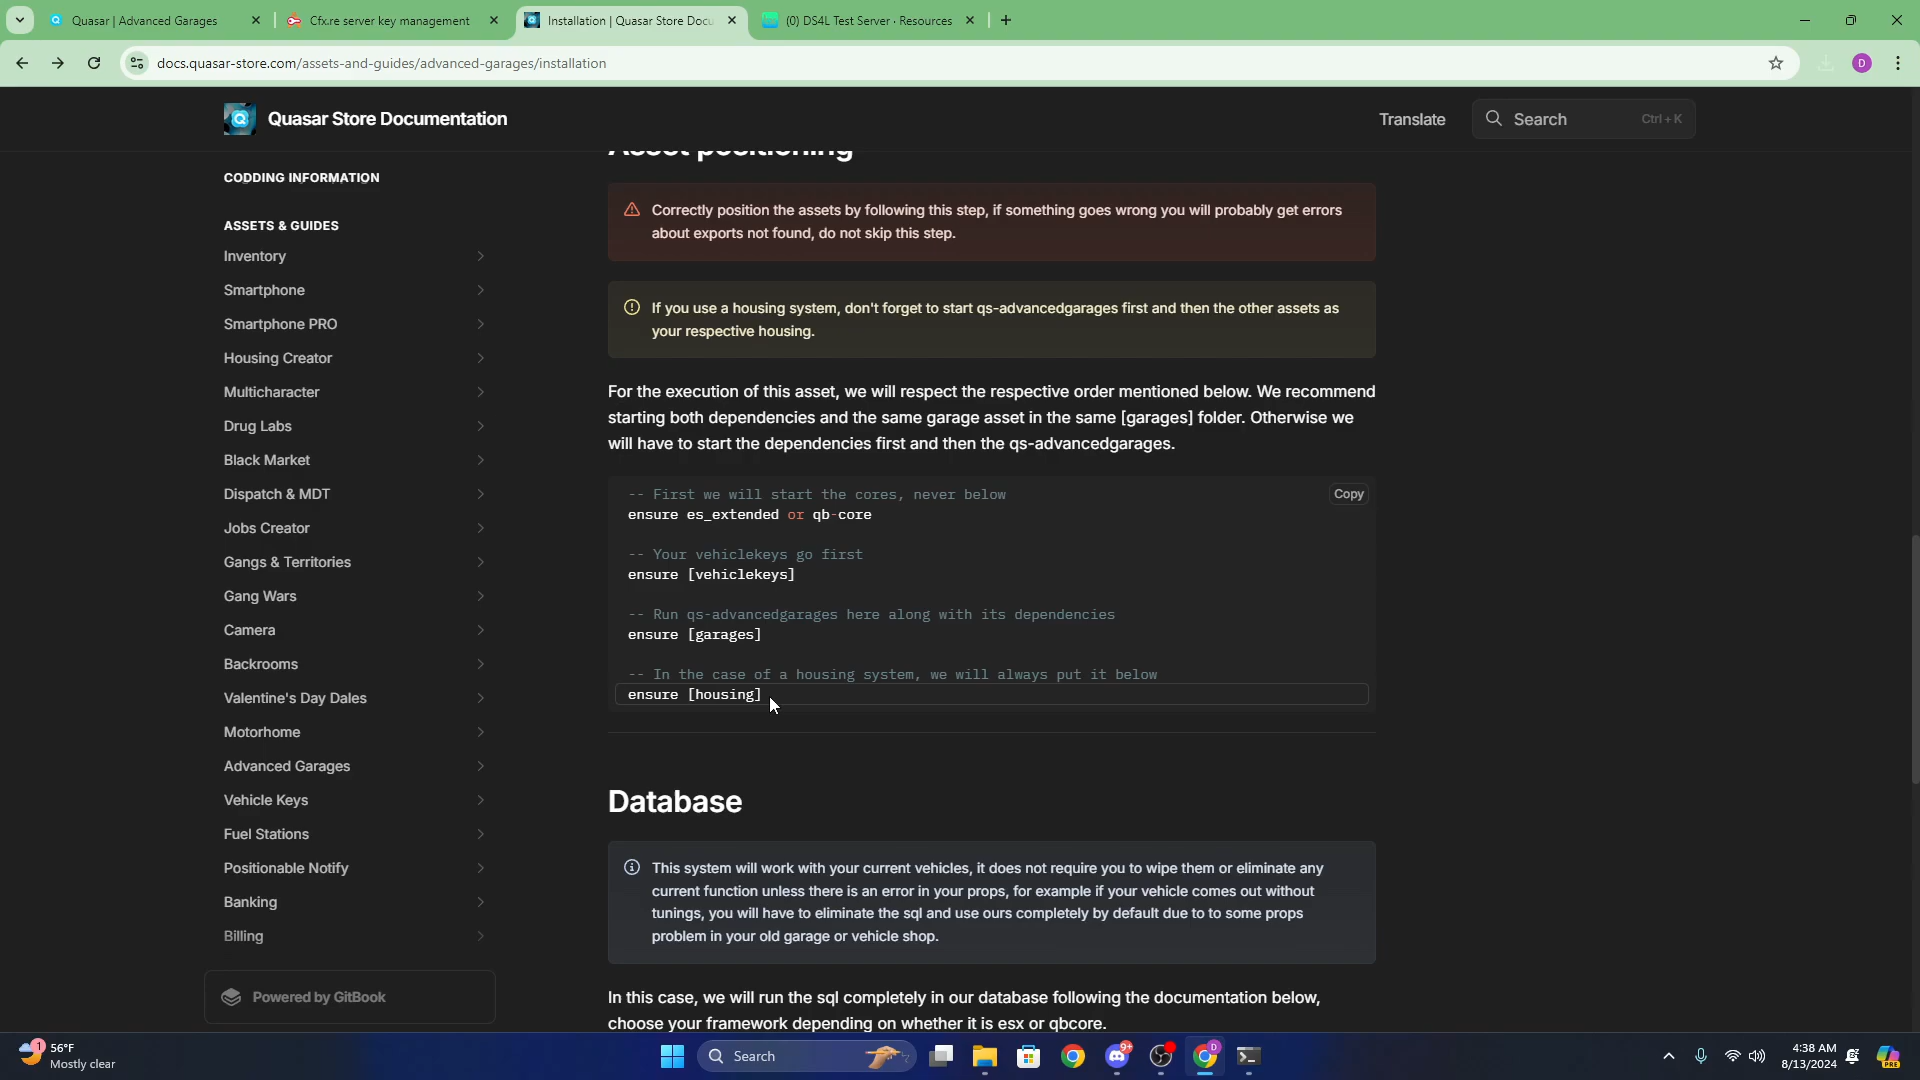 Quasar | Advanced Garages
Cfx.re server key management
Installation | Quasar Store Docu
(0) DS4L Test Server · Resources
docs.quasar-store.com/assets-and-guides/advanced-garages/installation
D
Quasar Store Documentation
Translate
Search
Ctrl + K
CODDING INFORMATION
ASSETS & GUIDES
Inventory
Smartphone
Smartphone PRO
Housing Creator
Multicharacter
Drug Labs
Black Market
Dispatch & MDT
Jobs Creator
Gangs & Territories
Gang Wars
Camera
Backrooms
Valentine's Day Dales
Motorhome
Advanced Garages
Vehicle Keys
Fuel Stations
Positionable Notify
Banking
Billing
Powered by GitBook
Asset positioning
Correctly position the assets by following this step, if something goes wrong you will probably get errors
about exports not found, do not skip this step.
If you use a housing system, don't forget to start qs-advancedgarages first and then the other assets as
your respective housing.
For the execution of this asset, we will respect the respective order mentioned below. We recommend
starting both dependencies and the same garage asset in the same [garages] folder. Otherwise we
will have to start the dependencies first and then the qs-advancedgarages.
Copy
-- First we will start the cores, never below
ensure es_extended or qb-core
-- Your vehiclekeys go first
ensure [vehiclekeys]
-- Run qs-advancedgarages here along with its dependencies
ensure [garages]
-- In the case of a housing system, we will always put it below
ensure [housing]
Database
This system will work with your current vehicles, it does not require you to wipe them or eliminate any
current function unless there is an error in your props, for example if your vehicle comes out without
tunings, you will have to eliminate the sql and use ours completely by default due to to some props
problem in your old garage or vehicle shop.
In this case, we will run the sql completely in our database following the documentation below,
choose your framework depending on whether it is esx or qbcore.
1
56°F
Mostly clear
Search
9+
D
4:38 AM
8/13/2024
PRE